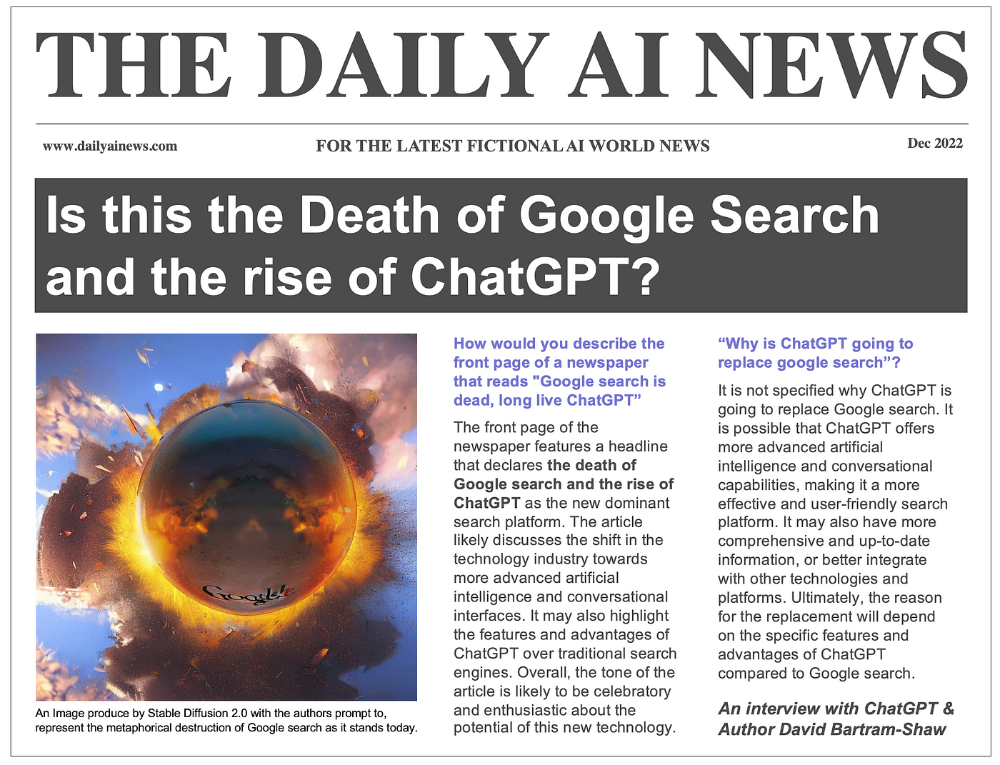 THE DAILY AI NEWS
www.dailyainews.com
FOR THE LATEST FICTIONAL AI WORLD NEWS
Dec 2022
Is this the Death of Google Search
and the rise of ChatGPT?
An Image produce by Stable Diffusion 2.0 with the authors prompt to,
represent the metaphorical destruction of Google search as it stands today.
How would you describe the
front page of a newspaper
that reads "Google search is
dead, long live ChatGPT”
The front page of the
newspaper features a headline
that declares the death of
Google search and the rise of
ChatGPT as the new dominant
search platform. The article
likely discusses the shift in the
technology industry towards
more advanced artificial
intelligence and conversational
interfaces. It may also highlight
the features and advantages of
ChatGPT over traditional search
engines. Overall, the tone of the
article is likely to be celebratory
and enthusiastic about the
potential of this new technology.
“Why is ChatGPT going to
replace google search”?
It is not specified why ChatGPT is
going to replace Google search. It
is possible that ChatGPT offers
more advanced artificial
intelligence and conversational
capabilities, making it a more
effective and user-friendly search
platform. It may also have more
comprehensive and up-to-date
information, or better integrate
with other technologies and
platforms. Ultimately, the reason
for the replacement will depend
on the specific features and
advantages of ChatGPT
compared to Google search.
An interview with ChatGPT &
Author David Bartram-Shaw